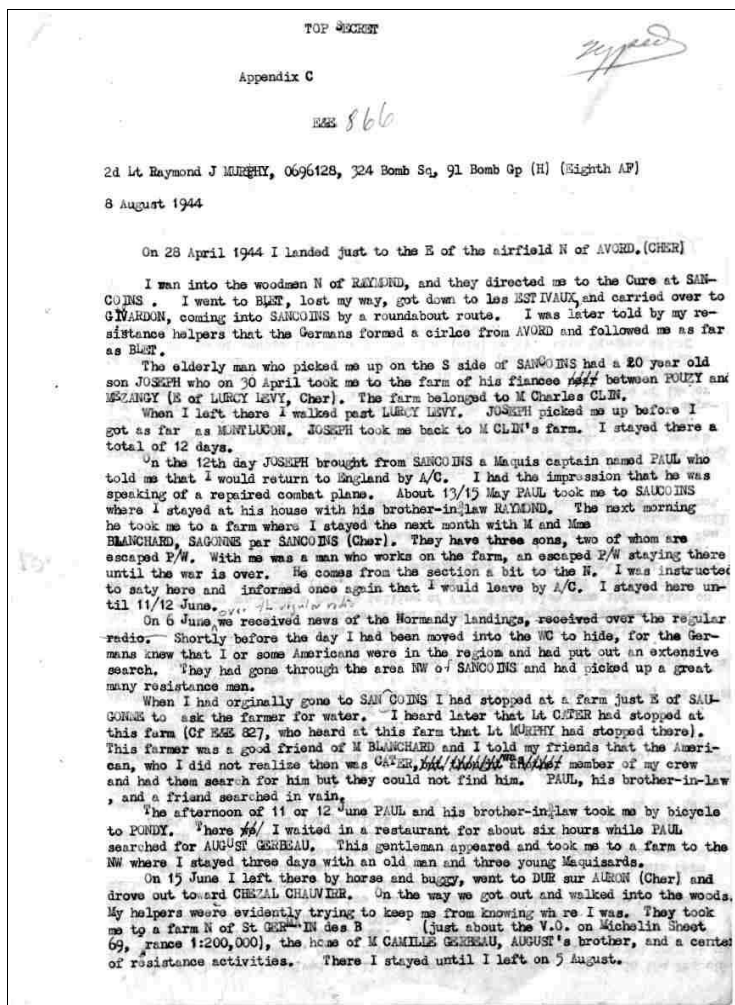 TOP SECRET
typed
Appendix C
E&E 866
2d Lt Raymond J MURPHY, 0696128, 324 Bomb Sq, 91 Bomb Gp (H) (Eighth AF)
8 August 1944
On 28 April 1944 I landed just to the E of the airfield N of AVORD.(CHER)
I ran into the woodmen N of RAYMOND, and they directed me to the Cure at SAN-
COINS . I went to BLET, lost my way, got down to les ESTIVAUX, and carried over to
GIVARDON, coming into SANCOINS by a roundabout route. I was later told by my re-
sistance helpers that the Germans formed a cirlce from AVORD and followed me as far
as BLET.
The elderly man who picked me up on the S side of SANCOINS had a 20 year old
son JOSEPH who on 30 April took me to the farm of his fiancee between POUZY and
MEZANGY (E of LURCY LEVY, Cher). The farm belonged to M Charles CLIN.
When I left there I walked past LURCY LEVY. JOSEPH picked me up before I
got as far as MONTLUCON. JOSEPH took me back to M CLIN's farm. I stayed there a
total of 12 days.
On the 12th day JOSEPH brought from SANCOINS a Maquis captain named PAUL who
told me that I would return to England by A/C. I had the impression that he was
speaking of a repaired combat plane. About 13/15 May PAUL took me to SAUCOINS
where I stayed at his house with his brother-in-law RAYMOND. The next morning
he took me to a farm where I stayed the next month with M and Mme
BLANCHARD, SAGONNE par SANCOINS (Cher). They have three sons, two of whom are
escaped P/W. With me was a man who works on the farm, an escaped P/W staying there
until the war is over. He comes from the section a bit to the N. I was instructed
to saty here and informed once again that I would leave by A/C. I stayed here un-
til 11/12 June.
over the regular radio
On 6 June we received news of the Normandy landings, received over the regular
radio. Shortly before the day I had been moved into the WC to hide, for the Ger-
mans knew that I or some Americans were in the region and had put out an extensive
search. They had gone through the area NW of SANCOINS and had picked up a great
many resistance men.
When I had orginally gone to SAN COINS I had stopped at a farm just E of SAU-
GONNE to ask the farmer for water. I heard later that Lt CATER had stopped at
this farm (Cf E&E 827, who heard at this farm that Lt MURPHY had stopped there).
This farmer was a good friend of M BLANCHARD and I told my friends that the Ameri-
can, who I did not realize then was CATER, member of my crew
and had them search for him but they could not find him. PAUL, his brother-in-law
, and a friend searched in vain.
The afternoon of 11 or 12 June PAUL and his brother-in-law took me by bicycle
to PONDY. There I waited in a restaurant for about six hours while PAUL
searched for AUGUST GERBEAU. This gentleman appeared and took me to a farm to the
NW where I stayed three days with an old man and three young Maquisards.
On 15 June I left there by horse and buggy, went to DUR sur AURON (Cher) and
drove out toward CHEZAL CHAUVIRR. On the way we got out and walked into the woods.
My helpers weere evidently trying to keep me from knowing wh re I was. They took
me to a farm N of St GERMAIN des B (just about the V.O. on Michelin Sheet
69, rance 1:200,000), the home of M CAMILLE GERBEAU, AUGUST's brother, and a cente
of resistance activities. There I stayed until I left on 5 August.